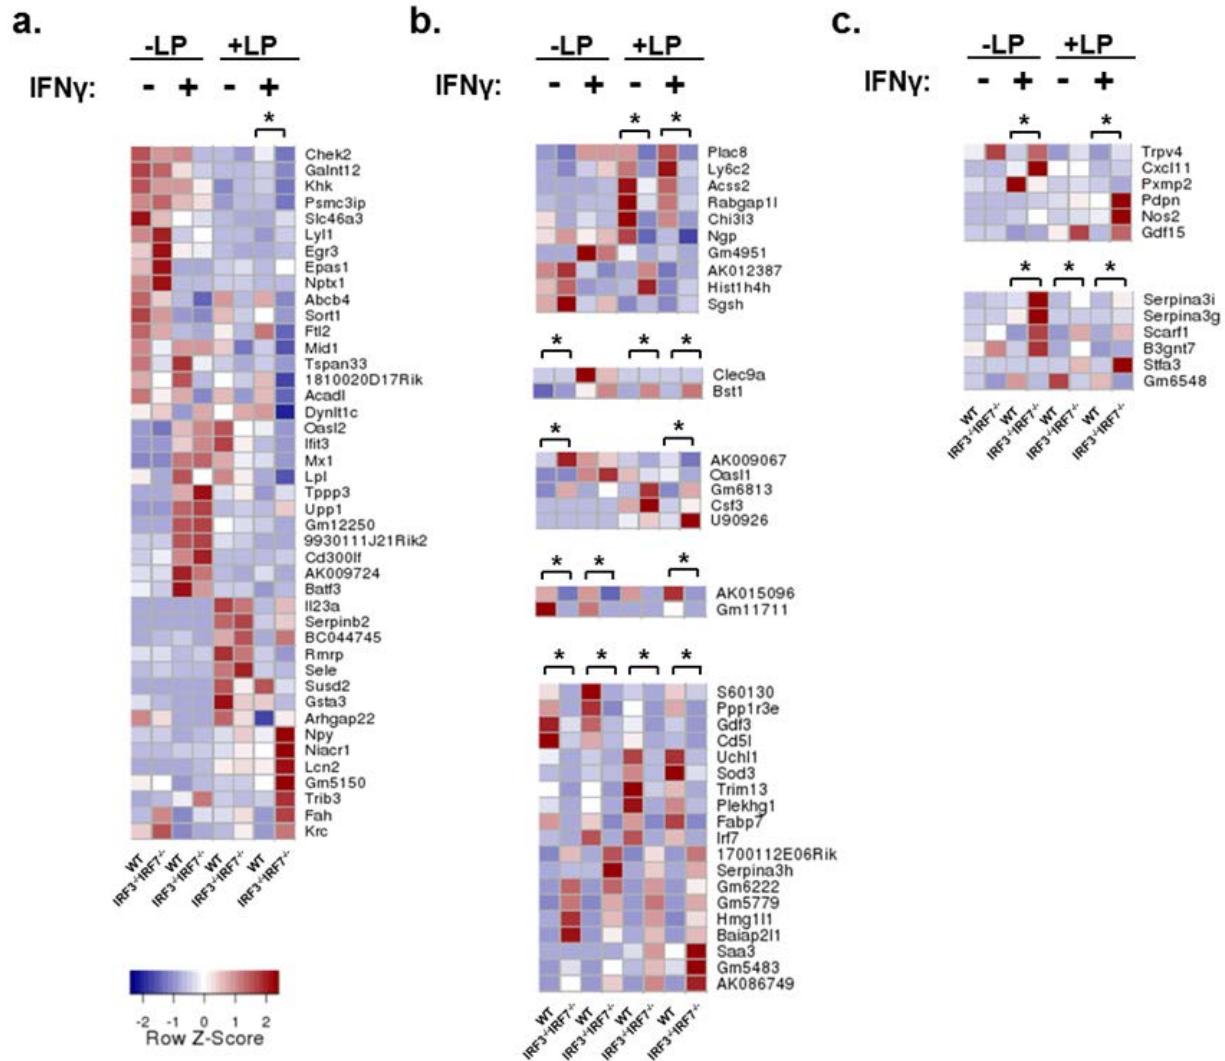 a.
-LP +LP
IFNγ: - + - +
*
Chek2
Galnt12
Khk
Psmc3ip
Slc46a3
Lyl1
Egr3
Epas1
Nptx1
Abcb4
Sort1
Ftl2
Mid1
Tspan33
1810020D17Rik
Acadl
Dynlt1c
Oasl2
Ifit3
Mx1
Lpl
Tppp3
Upp1
Gm12250
9930111J21Rik2
Cd300lf
AK009724
Batf3
Il23a
Serpinb2
BC044745
Rmrp
Sele
Susd2
Gsta3
Arhgap22
Npy
Niacr1
Lcn2
Gm5150
Trib3
Fah
Krc
WT IRF3-/-IRF7-/- WT IRF3-/-IRF7-/- WT IRF3-/-IRF7-/- WT IRF3-/-IRF7-/-
-2 -1 0 1 2
Row Z-Score
b.
-LP +LP
IFNγ: - + - +
* *
Plac8
Ly6c2
Acss2
Rabgap1l
Chi3l3
Ngp
Gm4951
AK012387
Hist1h4h
Sgsh
* * *
Clec9a
Bst1
* *
AK009067
Oasl1
Gm6813
Csf3
U90926
* * *
AK015096
Gm11711
* * * *
S60130
Ppp1r3e
Gdf3
Cd5l
Uchl1
Sod3
Trim13
Plekhg1
Fabp7
Irf7
1700112E06Rik
Serpina3h
Gm6222
Gm5779
Hmg1l1
Baiap2l1
Saa3
Gm5483
AK086749
WT IRF3-/-IRF7-/- WT IRF3-/-IRF7-/- WT IRF3-/-IRF7-/- WT IRF3-/-IRF7-/-
c.
-LP +LP
IFNγ: - + - +
* *
Trpv4
Cxcl11
Pxmp2
Pdpn
Nos2
Gdf15
* * *
Serpina3i
Serpina3g
Scarf1
B3gnt7
Stfa3
Gm6548
WT IRF3-/-IRF7-/- WT IRF3-/-IRF7-/- WT IRF3-/-IRF7-/- WT IRF3-/-IRF7-/-